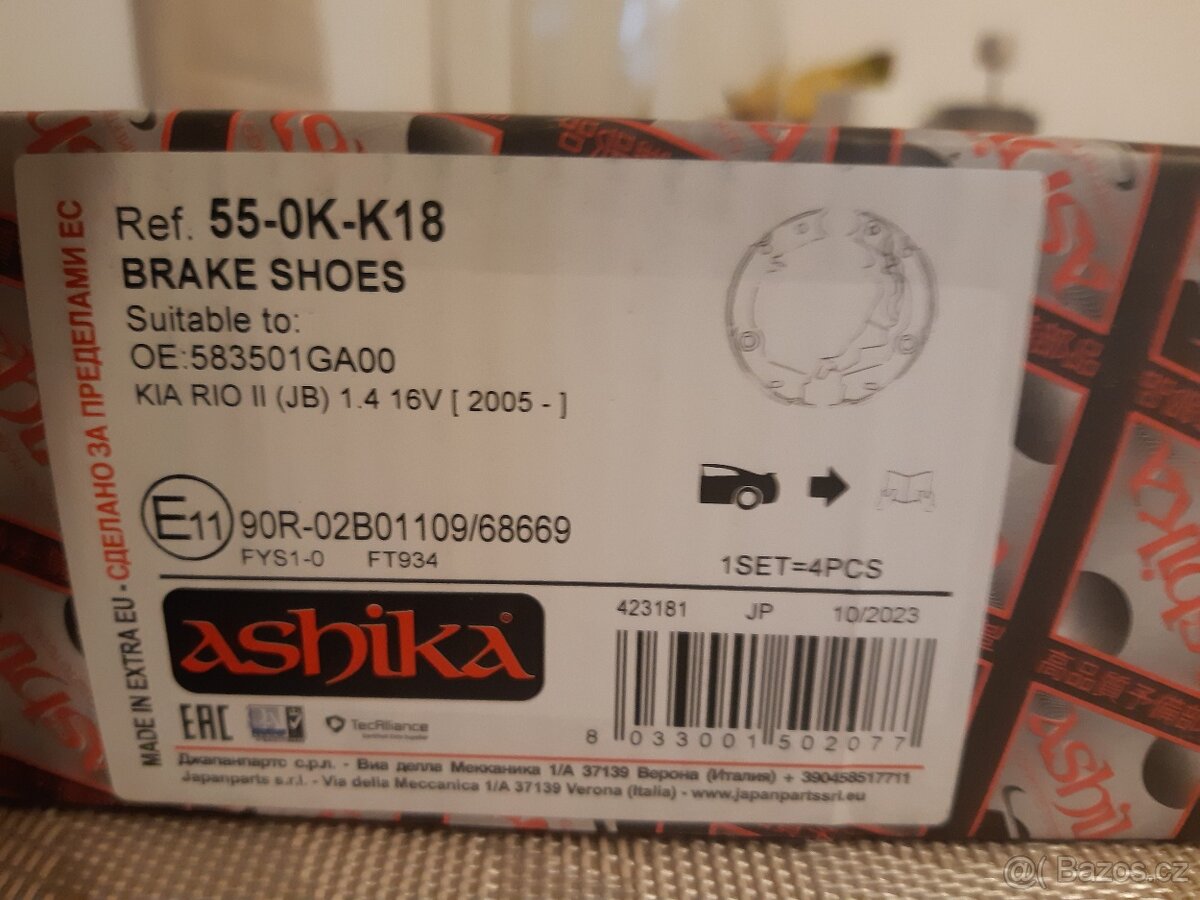 Ref. 55-0K-K18
BRAKE SHOES
Suitable to:
OE:583501GA00
KIA RIO II (JB) 1.4 16V [ 2005 - ]
E11 90R-02B01109/68669
FYS1-0 FT934
1SET=4PCS
423181 JP 10/2023
ashika
8 033001 502077
EAC
TecAlliance
Джапанпартс с.р.л. - Виа делла Мекканика 1/A 37139 Верона (Италия) + 390458517711
Japanparts s.r.l. - Via della Meccanica 1/A 37139 Verona (Italia) - www.japanpartssrl.eu
MADE IN EXTRA EU • СДЕЛАНО ЗА ПРЕДЕЛАМИ ЕС
@( Bazos.cz